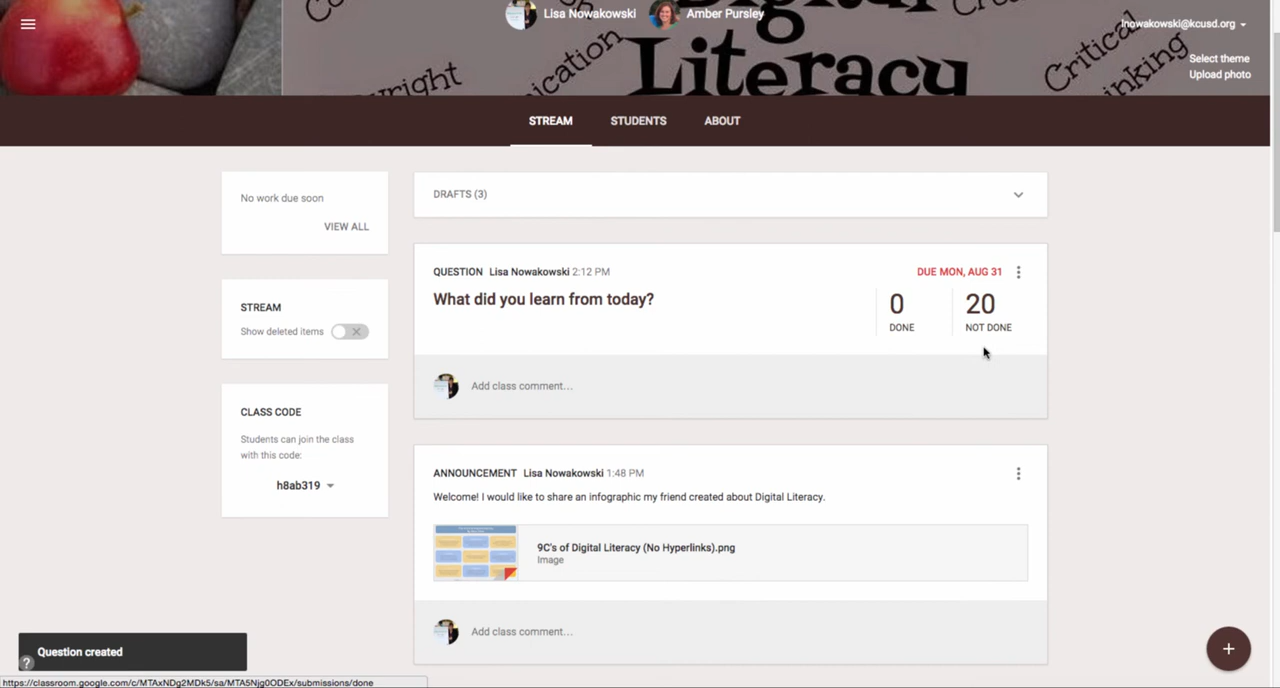 Lisa Nowakowski
Amber Pursley
lnowakowski@kcusd.org
Select theme
Upload photo
Literacy
Critical
STREAM
STUDENTS
ABOUT
No work due soon
VIEW ALL
STREAM
Show deleted items
CLASS CODE
Students can join the class
with this code:
h8ab319
DRAFTS (3)
QUESTION Lisa Nowakowski 2:12 PM
DUE MON, AUG 31
What did you learn from today?
0
DONE
20
NOT DONE
Add class comment...
ANNOUNCEMENT Lisa Nowakowski 1:48 PM
Welcome! I would like to share an infographic my friend created about Digital Literacy.
9C's of Digital Literacy (No Hyperlinks).png
Image
Add class comment...
Question created
?
+
https://classroom.google.com/c/MTAxNDg2MDk5/sa/MTA5Njg0ODEx/submissions/done